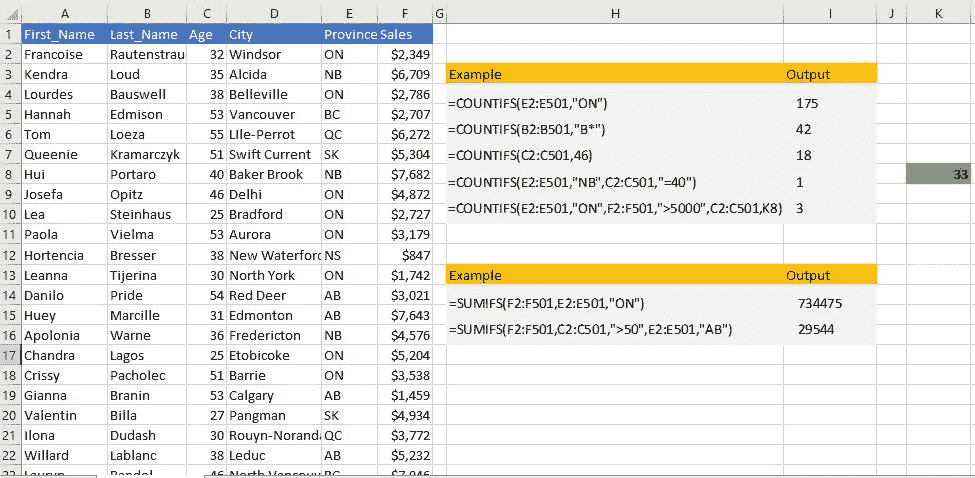 A B C D E F G H I J K
1 First_Name Last_Name Age City Province Sales
2 Francoise Rautenstrau 32 Windsor ON $2,349
3 Kendra Loud 35 Alcida NB $6,709 Example Output
4 Lourdes Bauswell 38 Belleville ON $2,786 =COUNTIFS(E2:E501,"ON") 175
5 Hannah Edmison 53 Vancouver BC $2,707 =COUNTIFS(B2:B501,"B*") 42
6 Tom Loeza 55 LIle-Perrot QC $6,272
7 Queenie Kramarczyk 51 Swift Current SK $5,304 =COUNTIFS(C2:C501,46) 18
8 Hui Portaro 40 Baker Brook NB $7,682 =COUNTIFS(E2:E501,"NB",C2:C501,"=40") 1 33
9 Josefa Opitz 46 Delhi ON $4,872
10 Lea Steinhaus 25 Bradford ON $2,727 =COUNTIFS(E2:E501,"ON",F2:F501,">5000",C2:C501,K8) 3
11 Paola Vielma 53 Aurora ON $3,179
12 Hortencia Bresser 38 New Waterford NS $847
13 Leanna Tijerina 30 North York ON $1,742 Example Output
14 Danilo Pride 54 Red Deer AB $3,021 =SUMIFS(F2:F501,E2:E501,"ON") 734475
15 Huey Marcille 31 Edmonton AB $7,643
16 Apolonia Warne 36 Fredericton NB $4,576 =SUMIFS(F2:F501,C2:C501,">50",E2:E501,"AB") 29544
17 Chandra Lagos 25 Etobicoke ON $5,204
18 Crissy Pacholec 51 Barrie ON $3,538
19 Gianna Branin 53 Calgary AB $1,459
20 Valentin Billa 27 Pangman SK $4,934
21 Ilona Dudash 30 Rouyn-Norand QC $3,772
22 Willard Lablanc 38 Leduc AB $5,232